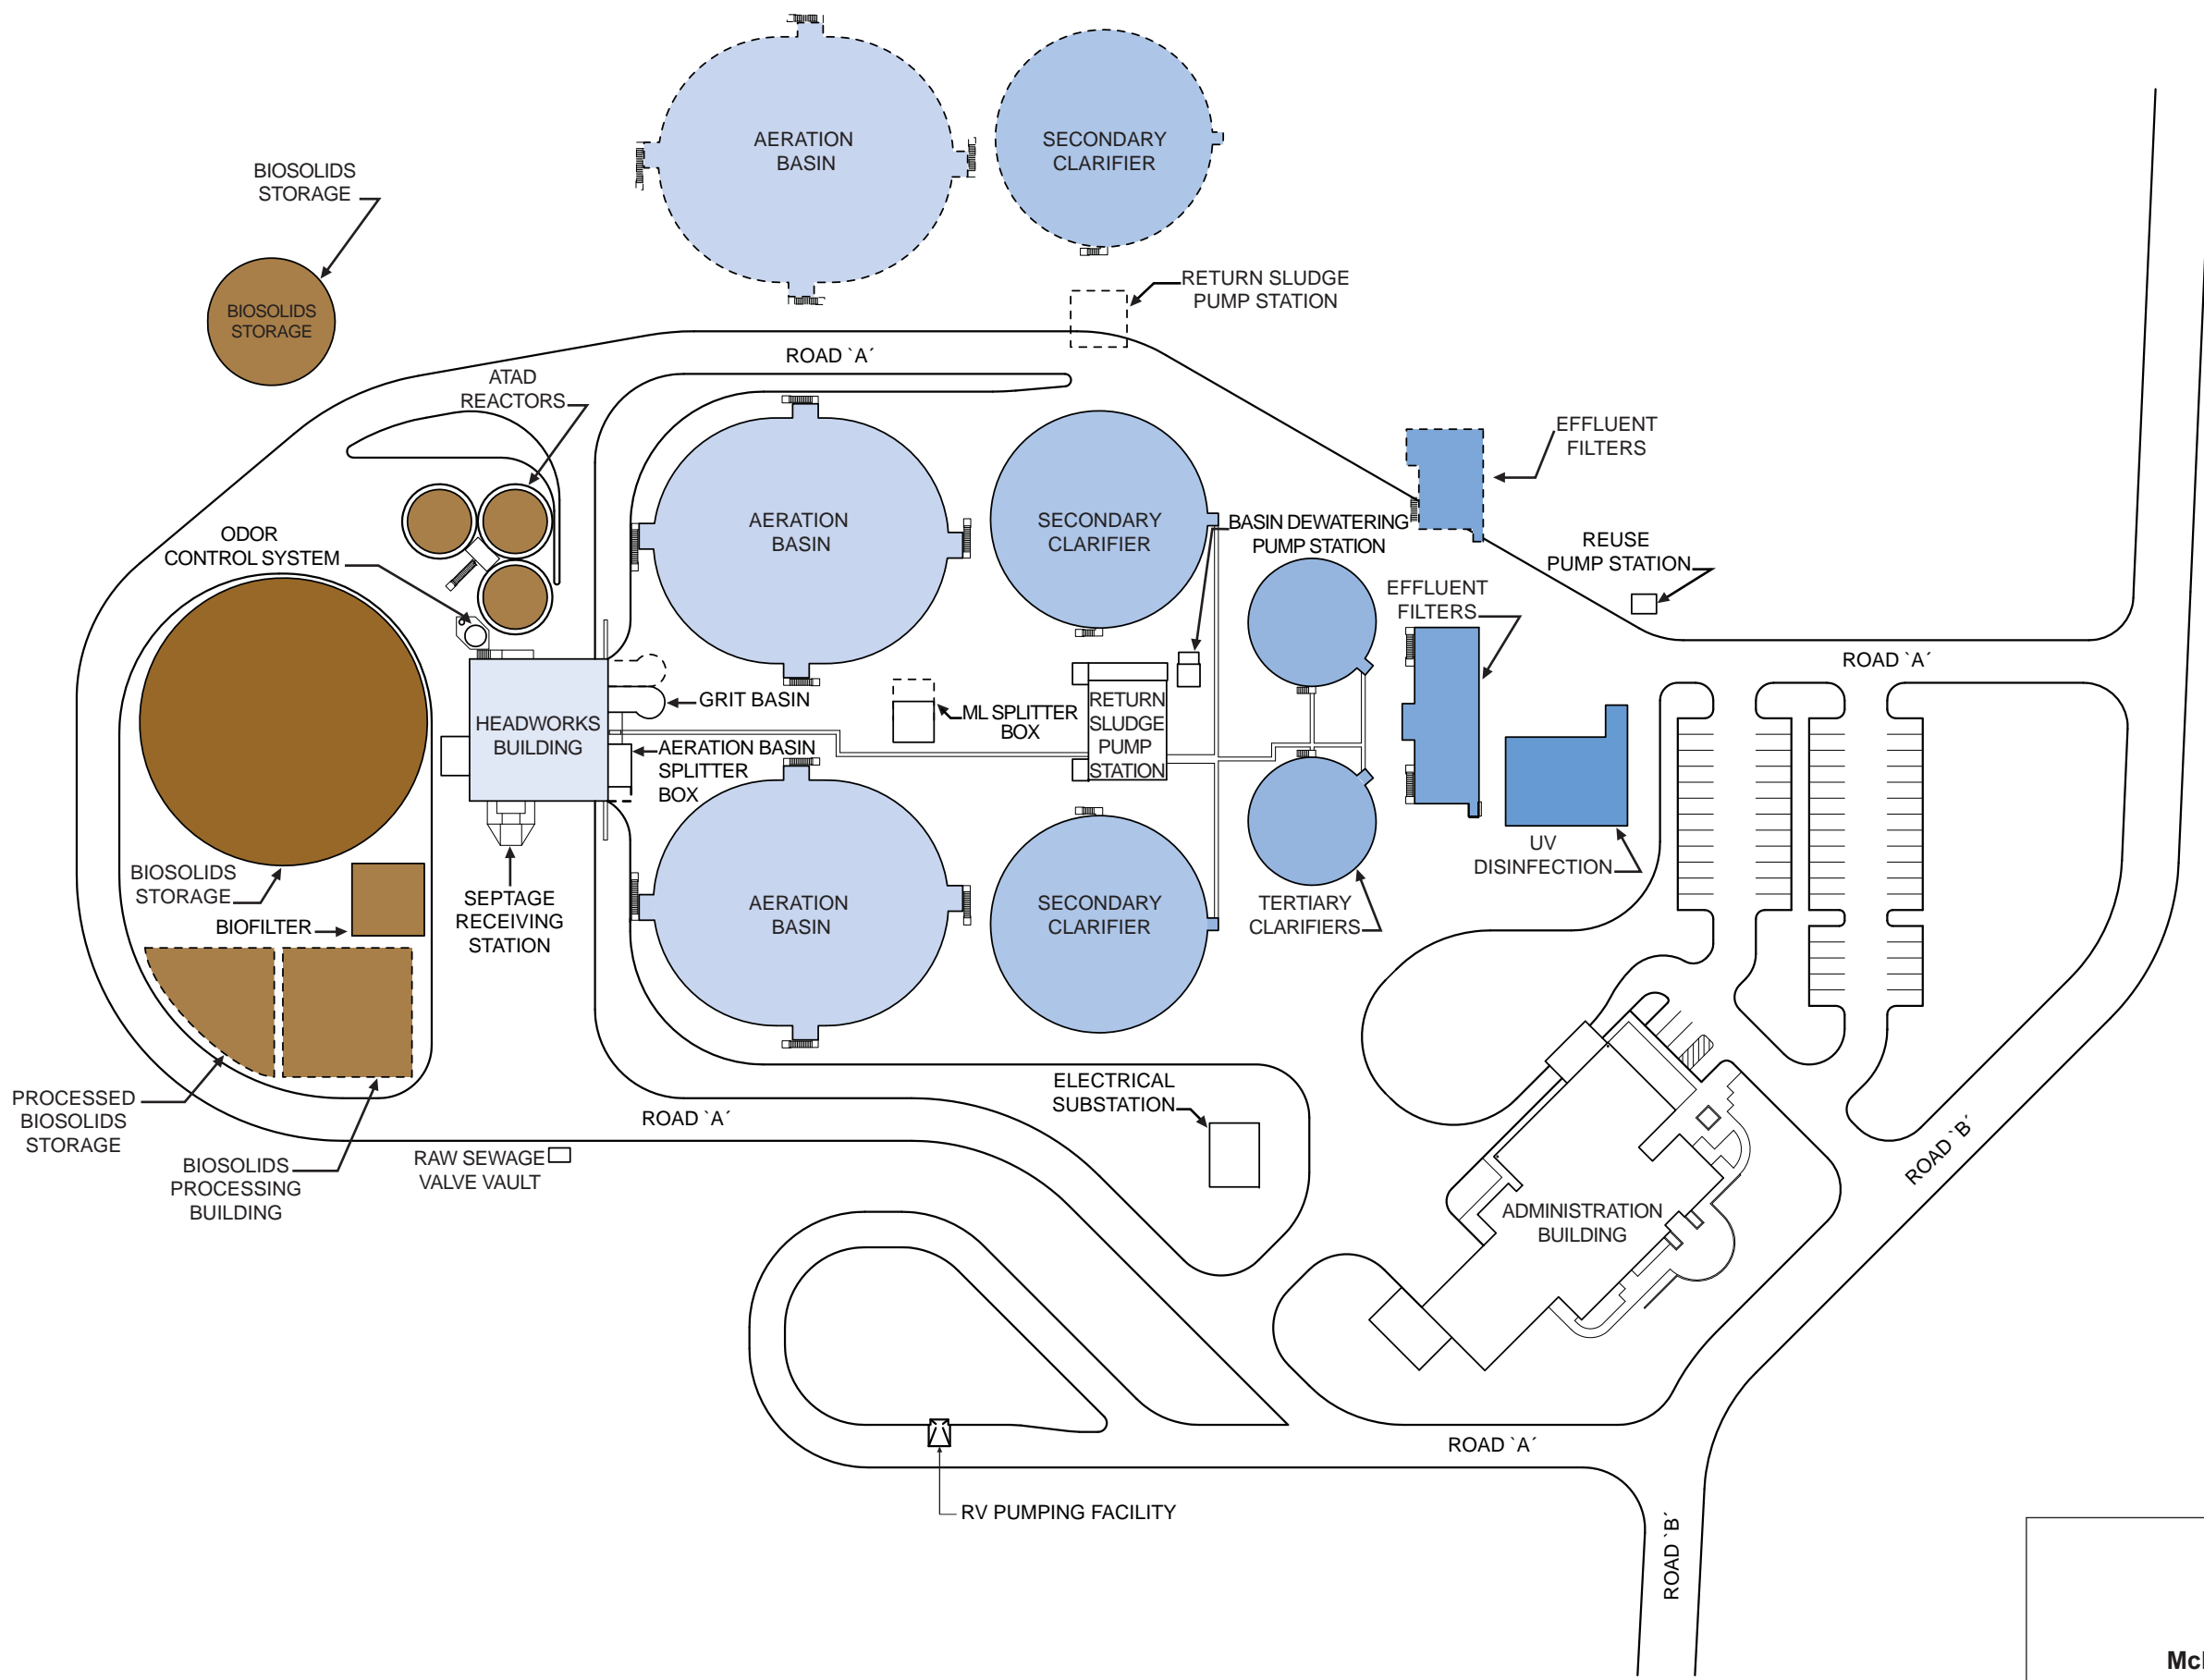 AERATION
BASIN
SECONDARY
CLARIFIER
BIOSOLIDS
STORAGE
BIOSOLIDS
STORAGE
RETURN SLUDGE
PUMP STATION
ROAD `A´
ATAD
REACTORS
EFFLUENT
FILTERS
ODOR
CONTROL SYSTEM
AERATION
BASIN
SECONDARY
CLARIFIER
BASIN DEWATERING
PUMP STATION
REUSE
PUMP STATION
EFFLUENT
FILTERS
ROAD `A´
HEADWORKS
BUILDING
GRIT BASIN
ML SPLITTER
BOX
RETURN
SLUDGE
PUMP
STATION
AERATION BASIN
SPLITTER
BOX
UV
DISINFECTION
BIOSOLIDS
STORAGE
BIOFILTER
SEPTAGE
RECEIVING
STATION
AERATION
BASIN
SECONDARY
CLARIFIER
TERTIARY
CLARIFIERS
PROCESSED
BIOSOLIDS
STORAGE
BIOSOLIDS
PROCESSING
BUILDING
ROAD `A´
RAW SEWAGE
VALVE VAULT
ELECTRICAL
SUBSTATION
ROAD `B´
ADMINISTRATION
BUILDING
ROAD `A´
RV PUMPING FACILITY
ROAD `B´